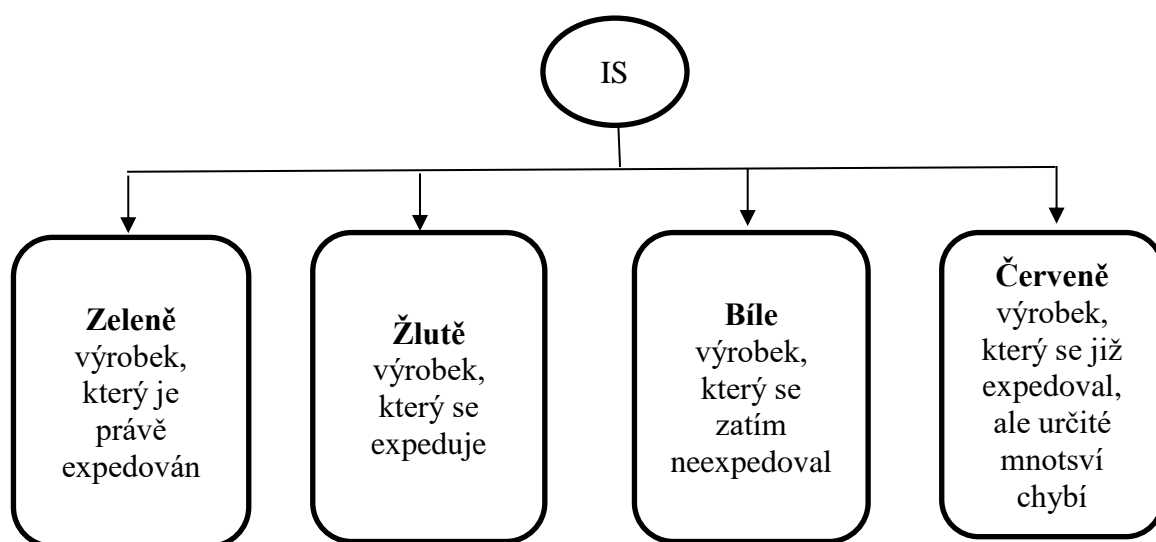 IS
Zeleně
výrobek,
který je
právě
expedován
Žlutě
výrobek,
který se
expeduje
Bíle
výrobek,
který se
zatím
neexpedoval
Červeně
výrobek,
který se již
expedoval,
ale určité
mnotsví
chybí